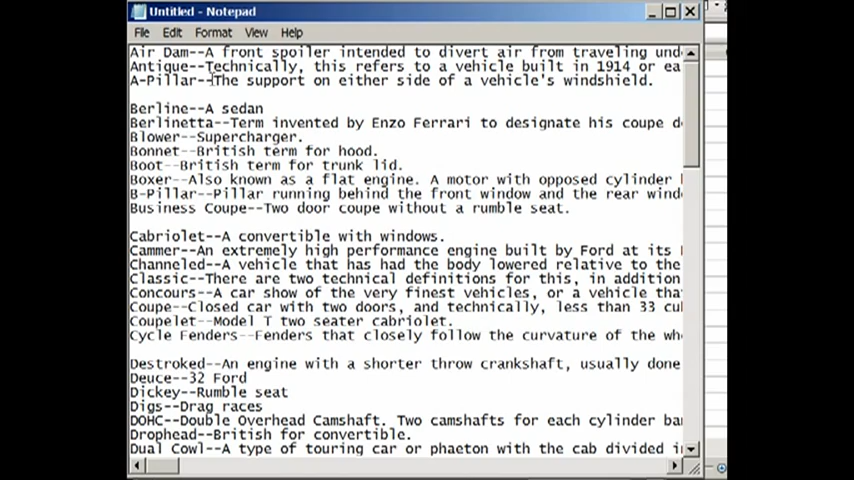 Untitled - Notepad
File Edit Format View Help
Air Dam--A front spoiler intended to divert air from traveling und
Antique--Technically, this refers to a vehicle built in 1914 or ea
A-Pillar--The support on either side of a vehicle's windshield.
Berline--A sedan
Berlinetta--Term invented by Enzo Ferrari to designate his coupe d
Blower--Supercharger.
Bonnet--British term for hood.
Boot--British term for trunk lid.
Boxer--Also known as a flat engine. A motor with opposed cylinder
B-Pillar--Pillar running behind the front window and the rear wind
Business Coupe--Two door coupe without a rumble seat.
Cabriolet--A convertible with windows.
Cammer--An extremely high performance engine built by Ford at its
Channeled--A vehicle that has had the body lowered relative to the
Classic--There are two technical definitions for this, in addition
Concours--A car show of the very finest vehicles, or a vehicle tha
Coupe--Closed car with two doors, and technically, less than 33 cu
Coupelet--Model T two seater cabriolet.
Cycle Fenders--Fenders that closely follow the curvature of the wh
Destroked--An engine with a shorter throw crankshaft, usually done
Deuce--32 Ford
Dickey--Rumble seat
Digs--Drag races
DOHC--Double Overhead Camshaft. Two camshafts for each cylinder ba
Drophead--British for convertible.
Dual Cowl--A type of touring car or phaeton with the cab divided i